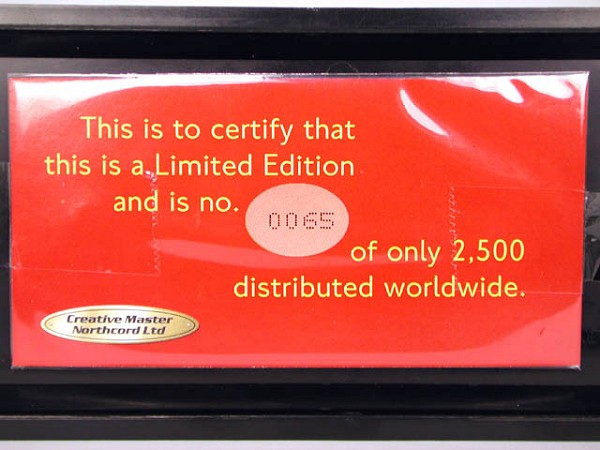 This is to certify that
this is a Limited Edition
and is no. 0065
of only 2,500
distributed worldwide.
Creative Master
Northcord Ltd